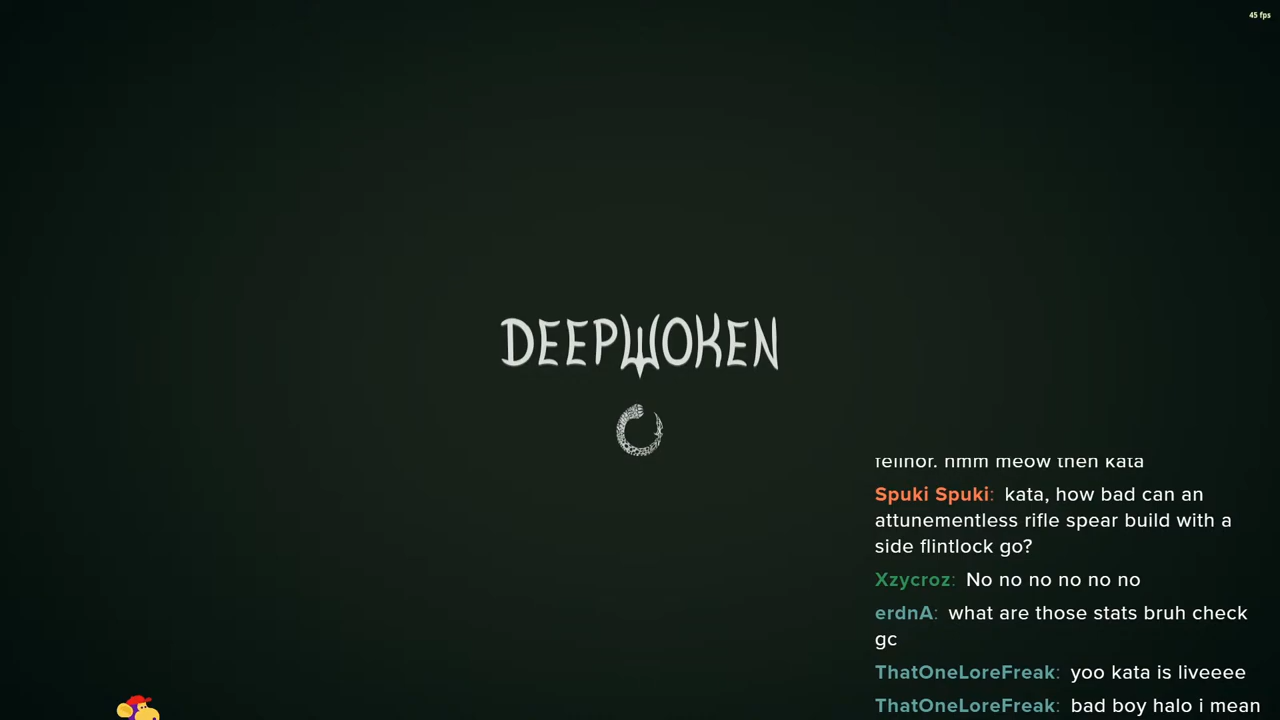 45 fps
DEEPWOKEN
felinor. hmm meow then kata
Spuki Spuki: kata, how bad can an
attunementless rifle spear build with a
side flintlock go?
Xzycroz: No no no no no no
erdnA: what are those stats bruh check
gc
ThatOneLoreFreak: yoo kata is liveeee
ThatOneLoreFreak: bad boy halo i mean